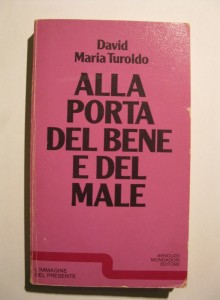 David
Maria Turoldo
ALLA
PORTA
DEL BENE
E DEL
MALE
L'IMMAGINE
DEL PRESENTE
ARNOLDO
MONDADORI
EDITORE